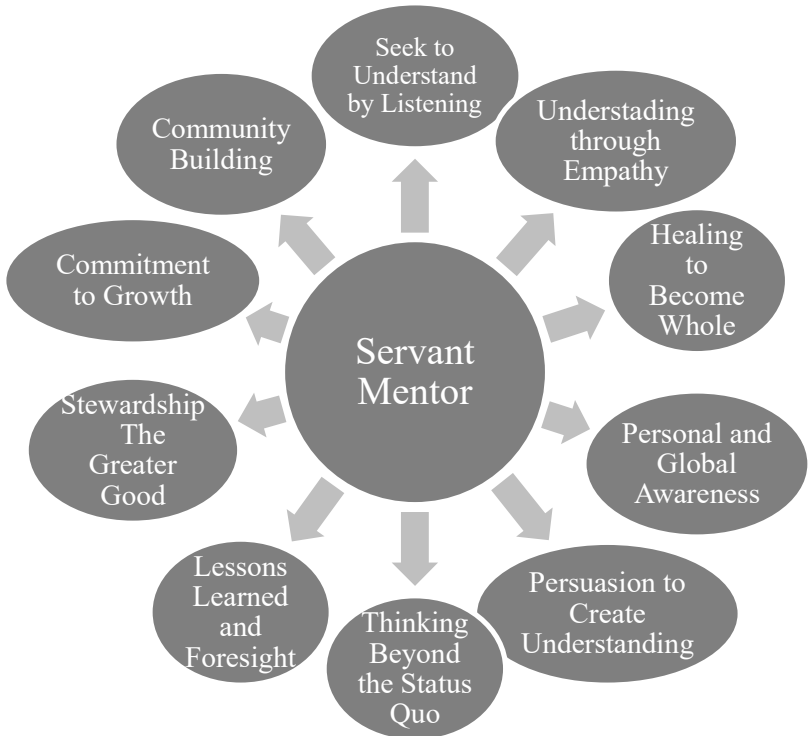 Seek to
Understand
by Listening
Understading
through
Empathy
Healing
to
Become
Whole
Personal and
Global
Awareness
Persuasion to
Create
Understanding
Thinking
Beyond
the Status
Quo
Lessons
Learned
and
Foresight
Stewardship
The
Greater
Good
Commitment
to Growth
Community
Building
Servant
Mentor